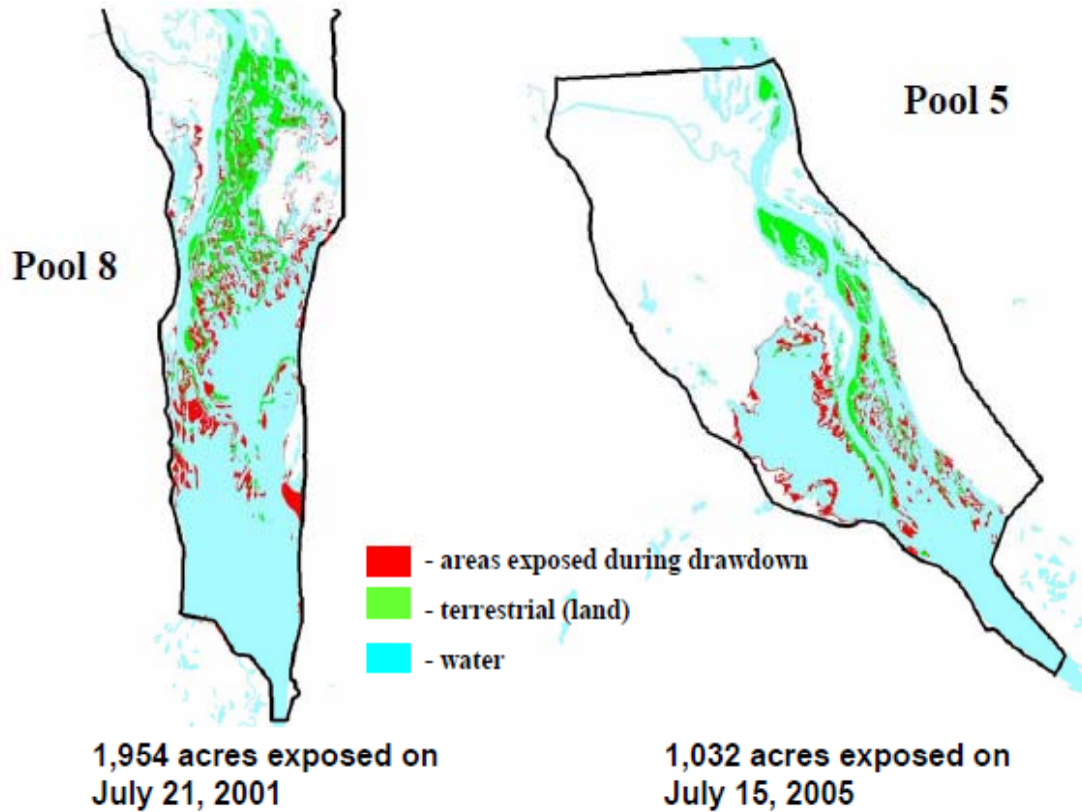 Pool 8
Pool 5
- areas exposed during drawdown
- terrestrial (land)
- water
1,954 acres exposed on
July 21, 2001
1,032 acres exposed on
July 15, 2005